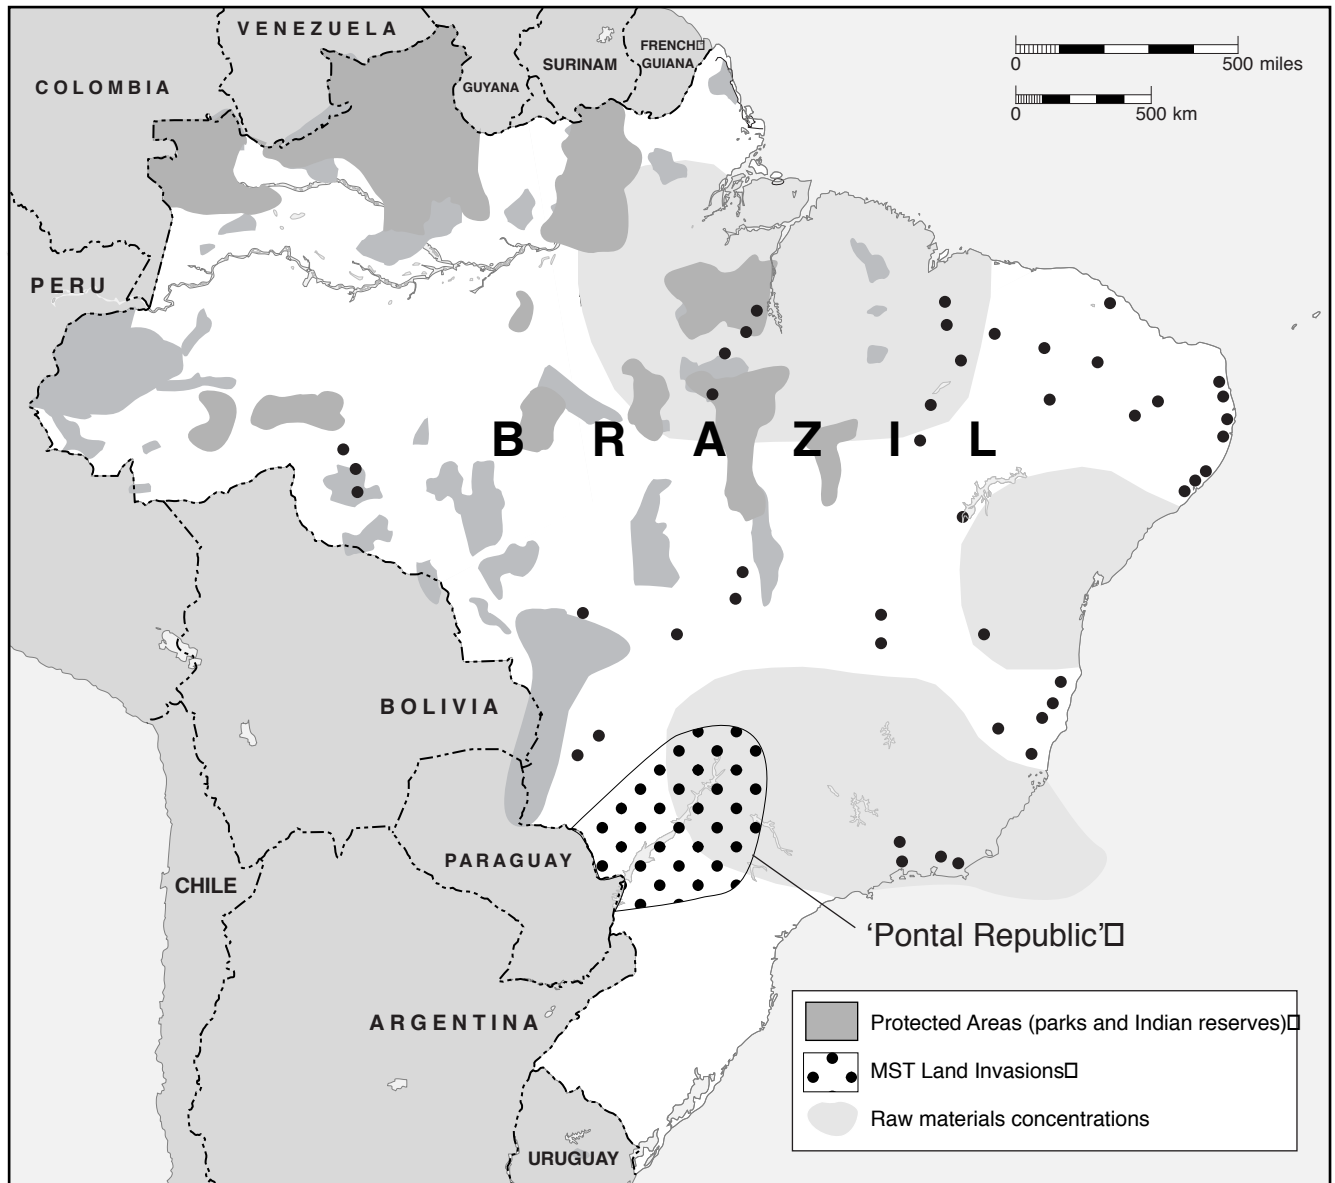 VENEZUELA
COLOMBIA
GUYANA
SURINAM
FRENCH□
GUIANA
0 500 miles
0 500 km
PERU
BRAZIL
BOLIVIA
PARAGUAY
CHILE
‘Pontal Republic’□
ARGENTINA
Protected Areas (parks and Indian reserves)□
MST Land Invasions□
Raw materials concentrations
URUGUAY